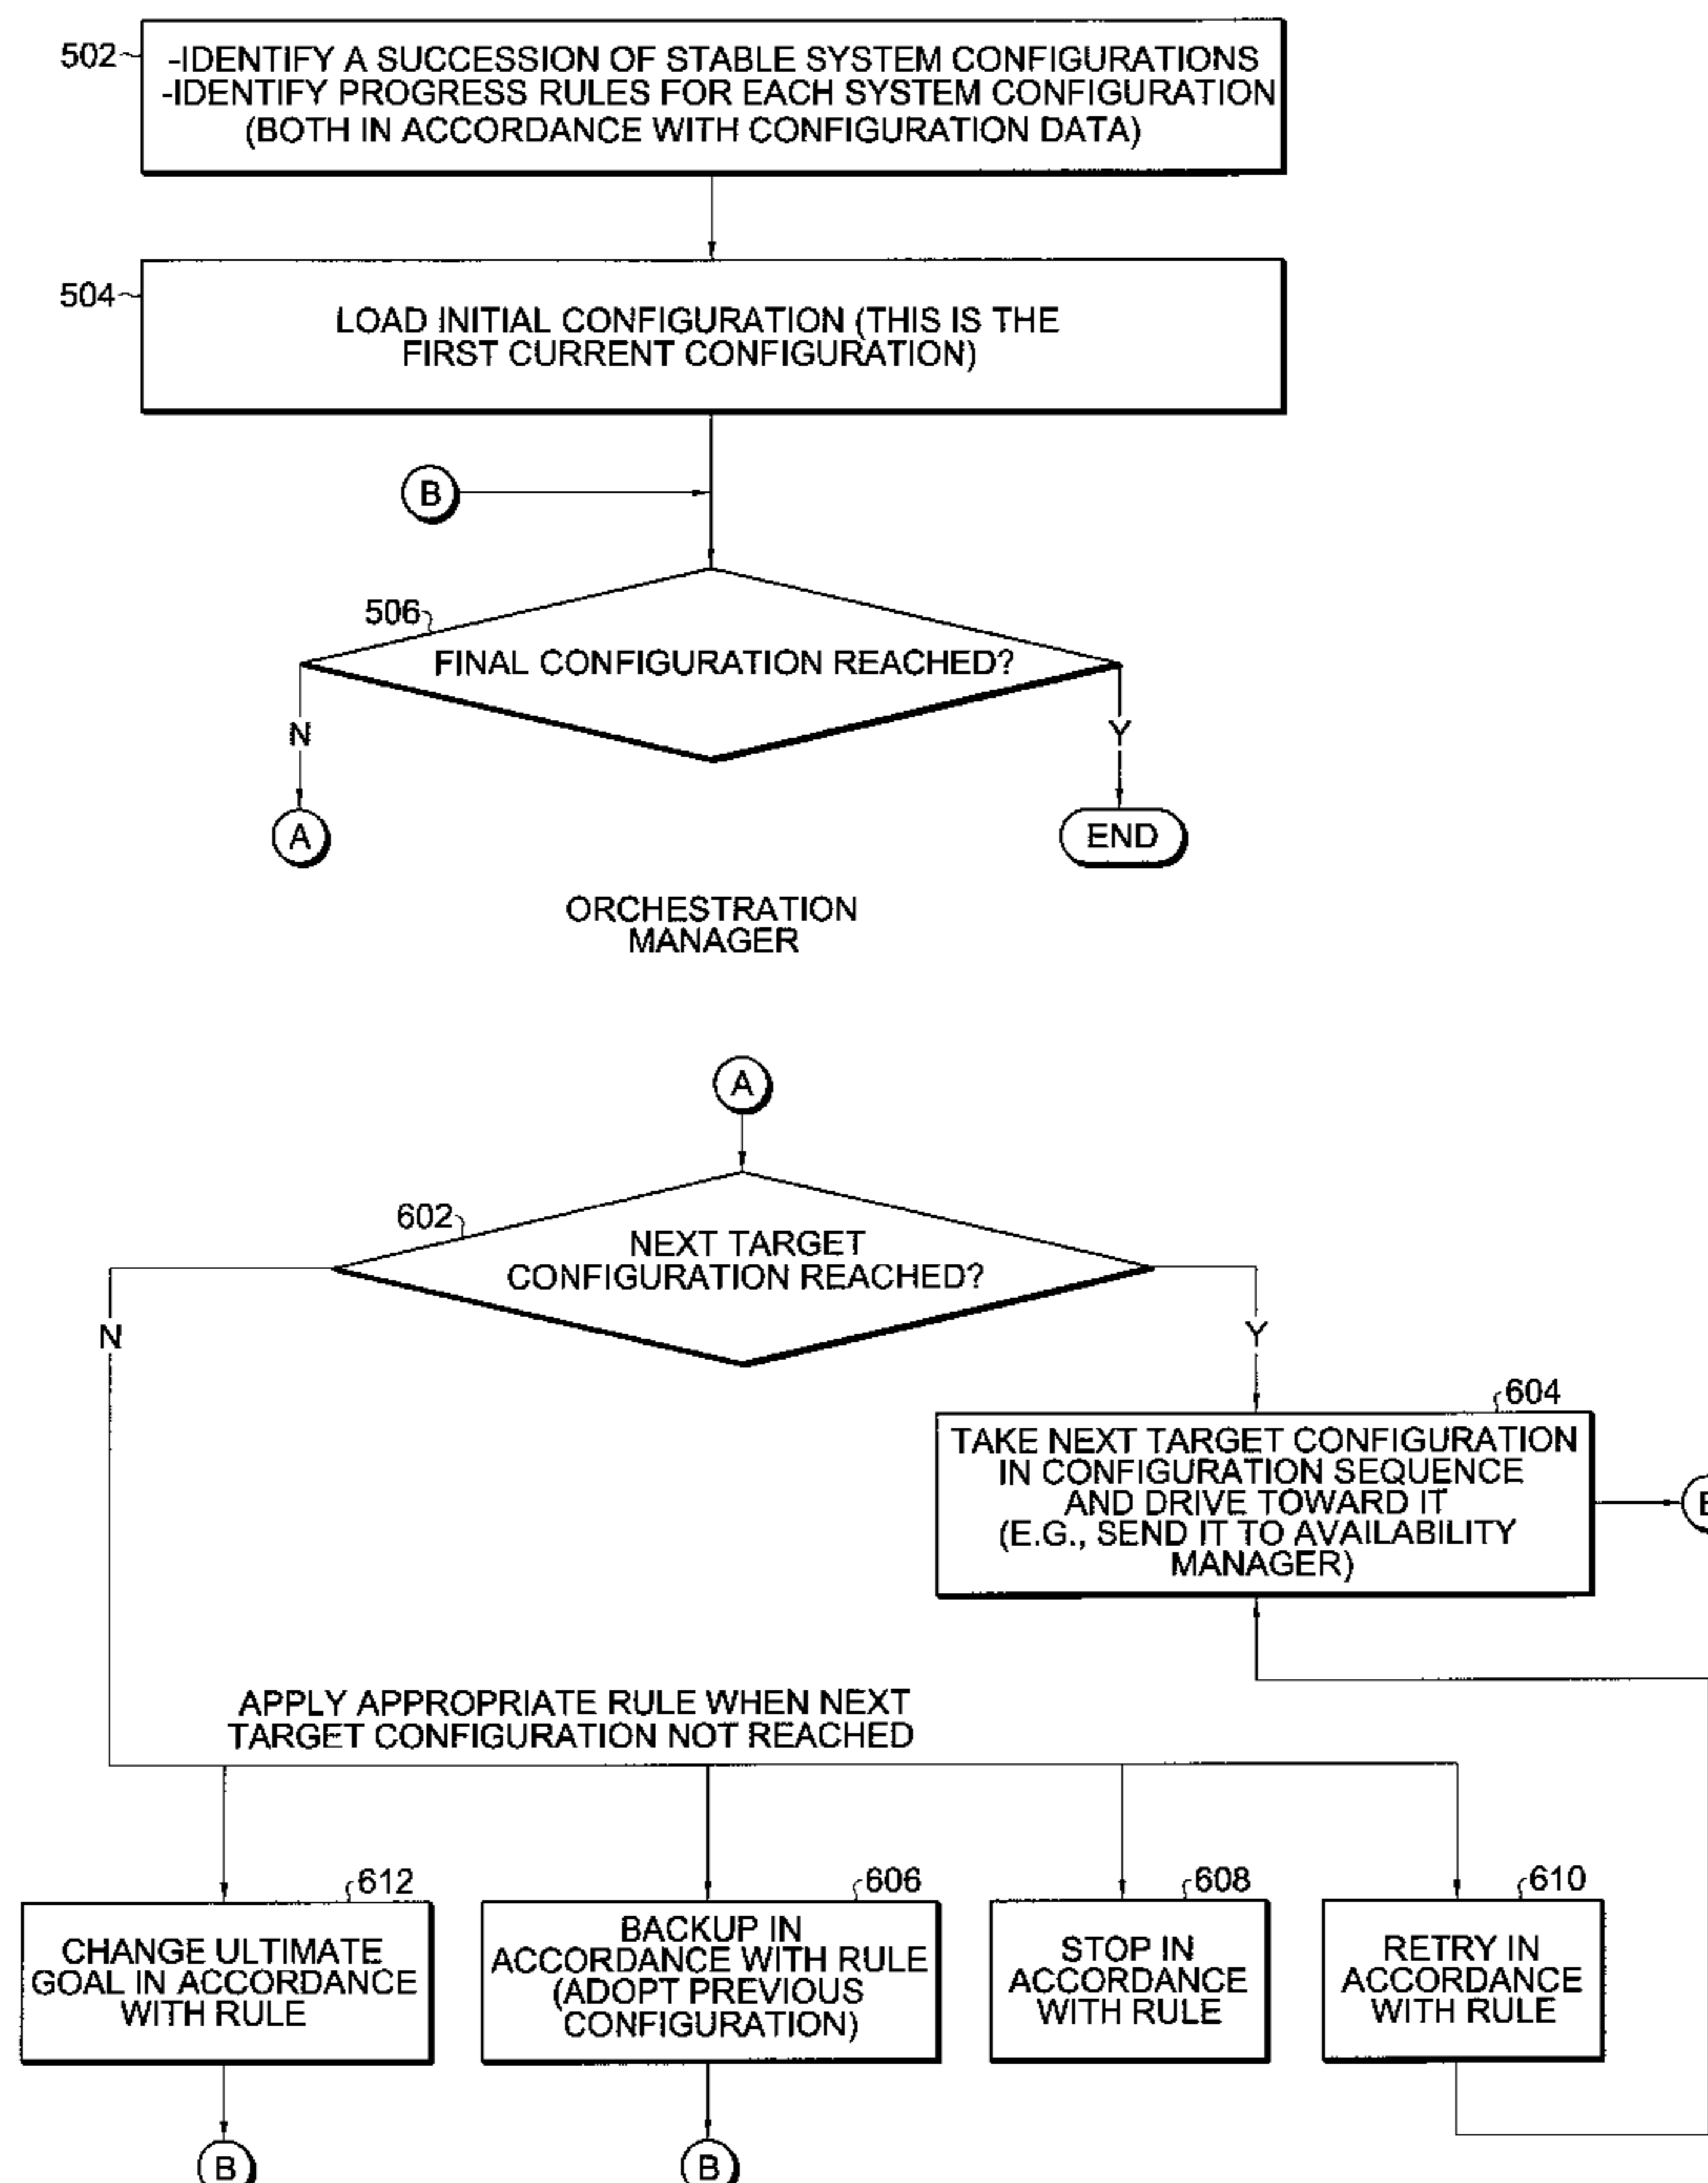 502
-IDENTIFY A SUCCESSION OF STABLE SYSTEM CONFIGURATIONS
-IDENTIFY PROGRESS RULES FOR EACH SYSTEM CONFIGURATION
(BOTH IN ACCORDANCE WITH CONFIGURATION DATA)
504
LOAD INITIAL CONFIGURATION (THIS IS THE
FIRST CURRENT CONFIGURATION)
B
506
FINAL CONFIGURATION REACHED?
N
Y
A
END
ORCHESTRATION
MANAGER
A
602
NEXT TARGET
CONFIGURATION REACHED?
N
Y
604
TAKE NEXT TARGET CONFIGURATION
IN CONFIGURATION SEQUENCE
AND DRIVE TOWARD IT
(E.G., SEND IT TO AVAILABILITY
MANAGER)
APPLY APPROPRIATE RULE WHEN NEXT
TARGET CONFIGURATION NOT REACHED
612
CHANGE ULTIMATE
GOAL IN ACCORDANCE
WITH RULE
606
BACKUP IN
ACCORDANCE WITH RULE
(ADOPT PREVIOUS
CONFIGURATION)
608
STOP IN
ACCORDANCE
WITH RULE
610
RETRY IN
ACCORDANCE
WITH RULE
B
B